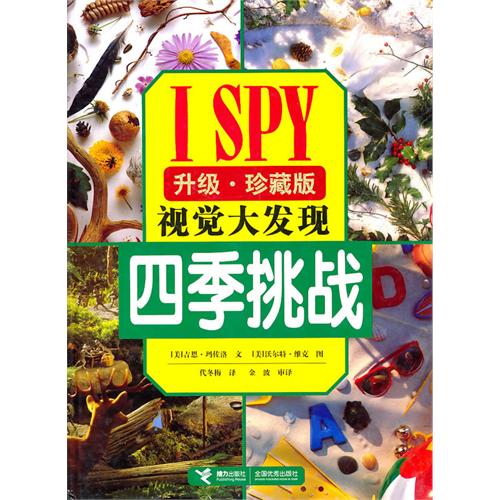 I SPY
升级·珍藏版
视觉大发现
四季挑战
[美]吉恩·玛佐洛 文 [美]沃尔特·维克 图
代冬梅 译 金波 审译
接力出版社 全国优秀出版社
Publishing House
A
D